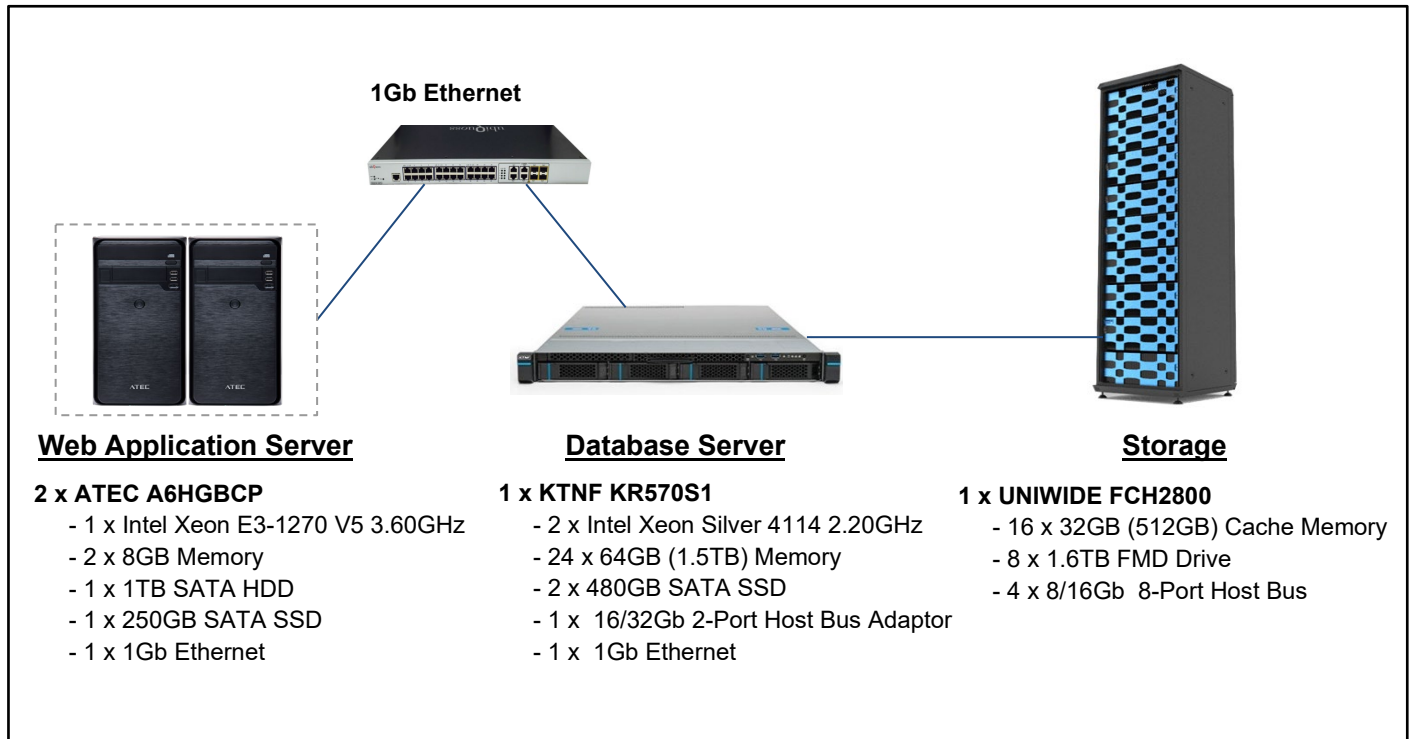 1Gb Ethernet
ubiQuoss
ATEC
ATEC
KTNF
Web Application Server
2 x ATEC A6HGBCP
- 1 x Intel Xeon E3-1270 V5 3.60GHz
- 2 x 8GB Memory
- 1 x 1TB SATA HDD
- 1 x 250GB SATA SSD
- 1 x 1Gb Ethernet
Database Server
1 x KTNF KR570S1
- 2 x Intel Xeon Silver 4114 2.20GHz
- 24 x 64GB (1.5TB) Memory
- 2 x 480GB SATA SSD
- 1 x  16/32Gb 2-Port Host Bus Adaptor
- 1 x  1Gb Ethernet
Storage
1 x UNIWIDE FCH2800
- 16 x 32GB (512GB) Cache Memory
- 8 x 1.6TB FMD Drive
- 4 x 8/16Gb  8-Port Host Bus